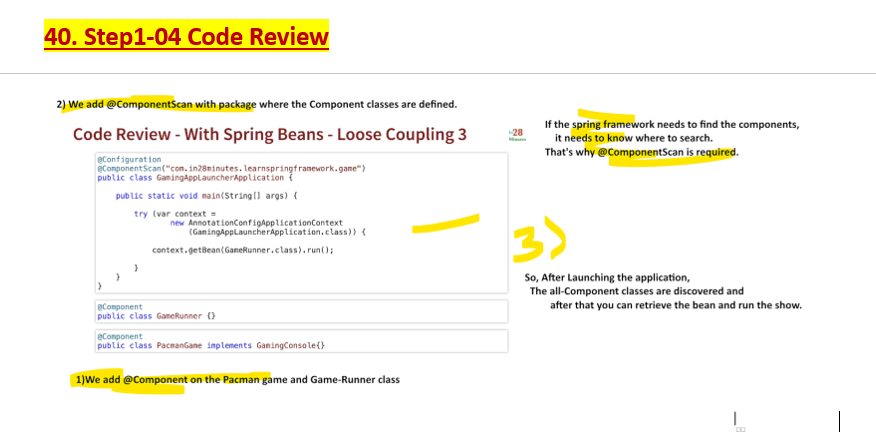 40. Step1-04 Code Review
2) We add @ComponentScan with package where the Component classes are defined.
Code Review - With Spring Beans - Loose Coupling 3
in28
Minutes
If the spring framework needs to find the components,
it needs to know where to search.
That's why @ComponentScan is required.
@Configuration
@ComponentScan("com.in28minutes.learnspringframework.game")
public class GamingAppLauncherApplication {
public static void main(String[] args) {
try (var context =
new AnnotationConfigApplicationContext
(GamingAppLauncherApplication.class)) {
context.getBean(GameRunner.class).run();
}
}
}
3)
So, After Launching the application,
The all-Component classes are discovered and
after that you can retrieve the bean and run the show.
@Component
public class GameRunner {}
@Component
public class PacmanGame implements GamingConsole{}
1)We add @Component on the Pacman game and Game-Runner class